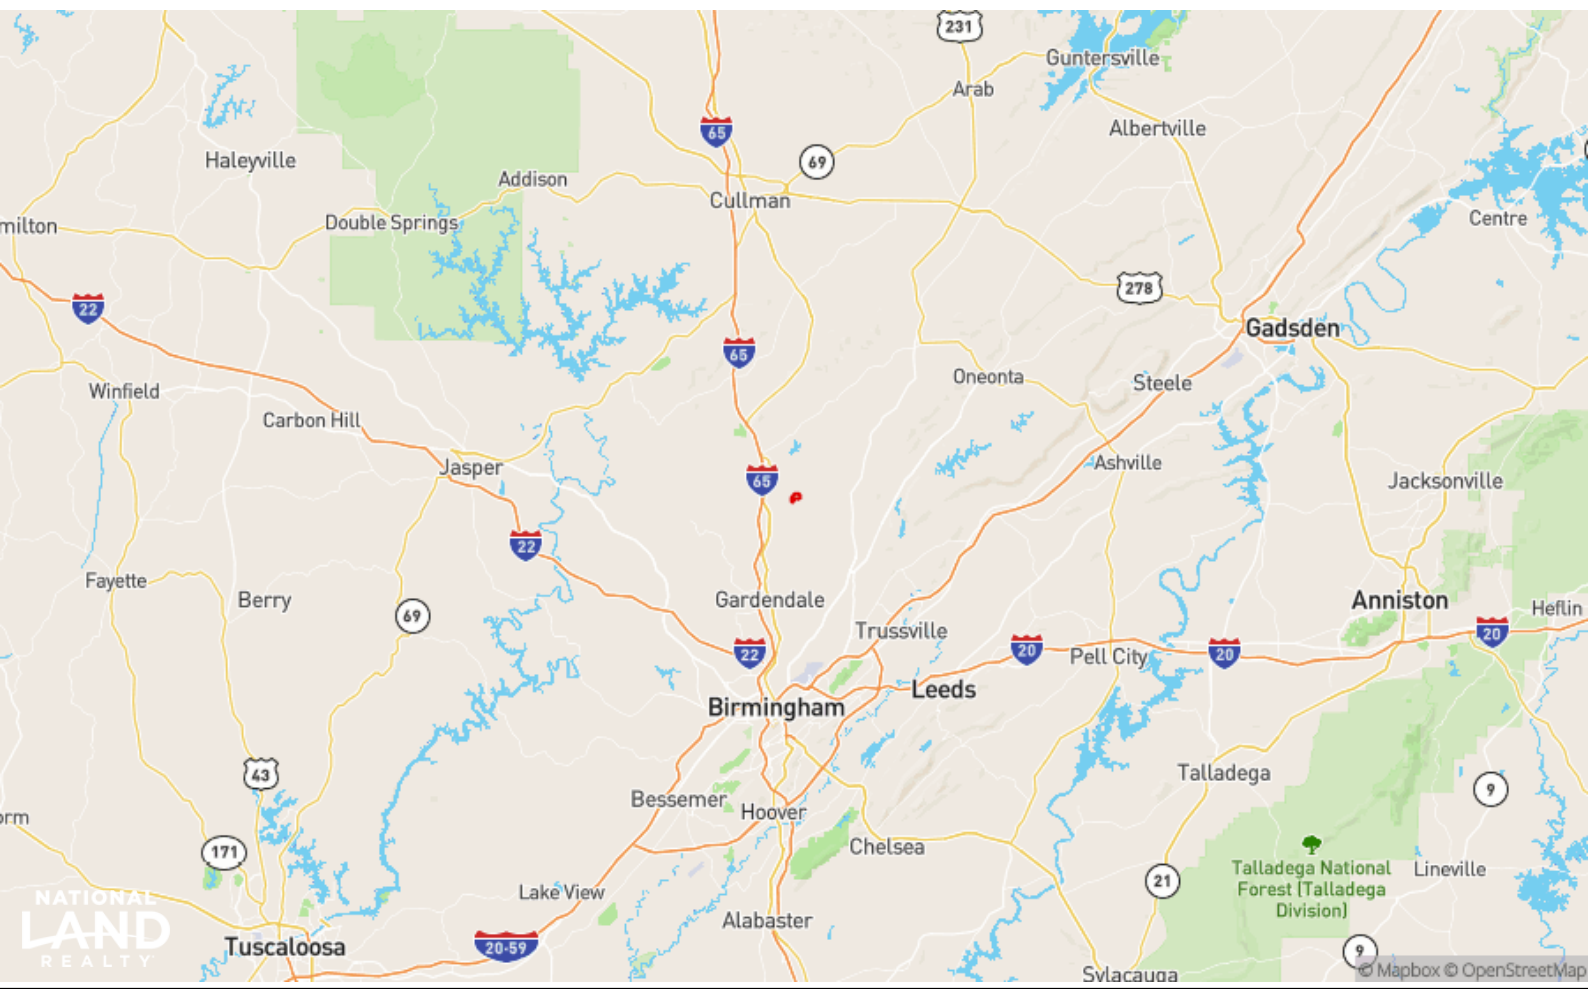 231
Guntersville
Arab
65
Albertville
69
Haleyville
Addison
Cullman
Double Springs
milton
Centre
278
22
Gadsden
65
Oneonta
Steele
Winfield
Carbon Hill
Jasper
Ashville
65
Jacksonville
22
Fayette
Berry
Gardendale
Anniston
Heflin
69
Trussville
20
22
20
Pell City
20
Leeds
Birmingham
43
Talladega
9
Bessemer
Hoover
orm
171
Chelsea
Talladega National
Forest (Talladega
Division)
Lineville
21
Lake View
NATIONAL
LAND
REALTY
Alabaster
Tuscaloosa
20-59
9
Sylacauga
© Mapbox © OpenStreetMap